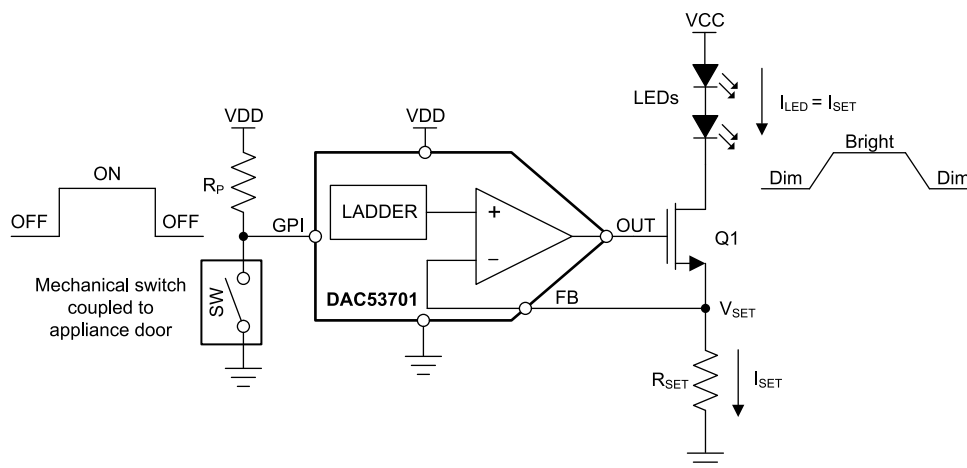 VCC
LEDs
I_LED = I_SET
Bright
Dim
Dim
VDD
VDD
R_P
ON
OFF
OFF
GPI
LADDER
+
−
OUT
Q1
DAC53701
FB
V_SET
Mechanical switch
coupled to
appliance door
SW
R_SET
I_SET